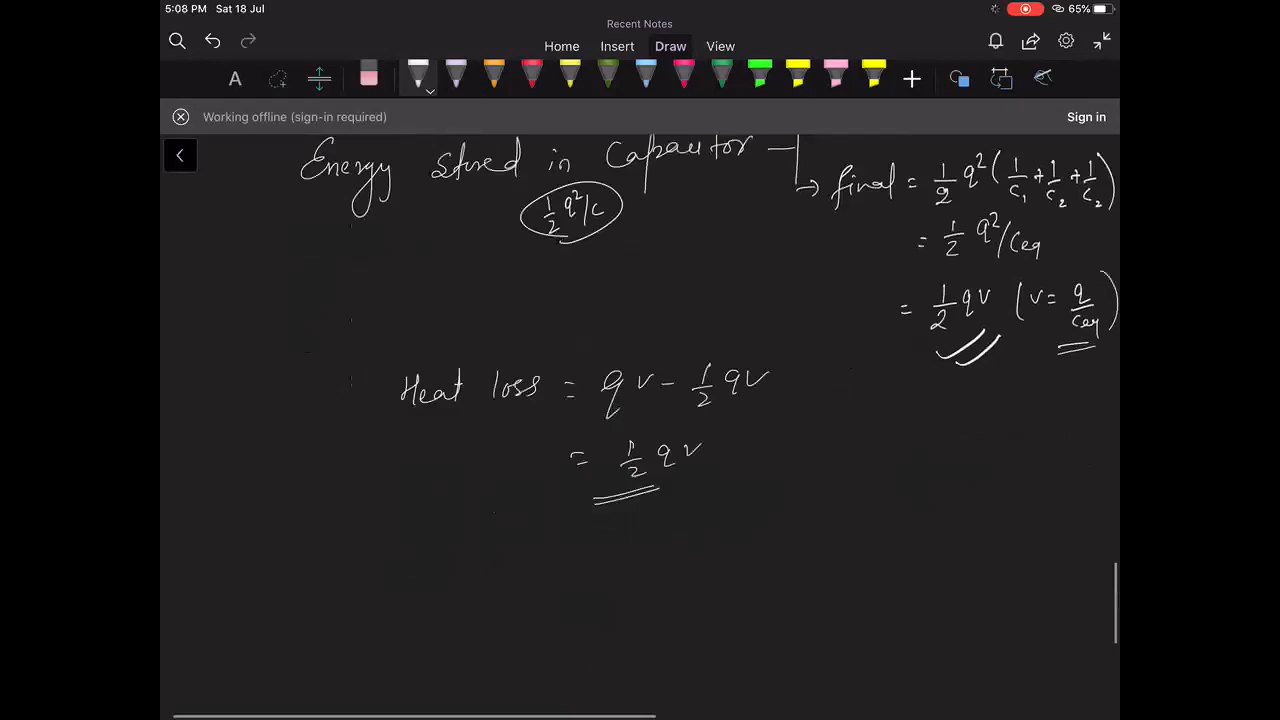 5:08 PM Sat 18 Jul
65%
Recent Notes
Home Insert Draw View
A
Working offline (sign-in required)
Sign in
Energy stored in Capacitor
1/2 q²/c
final = 1/2 q² (1/C₁ + 1/C₂ + 1/C₂)
= 1/2 q²/Ceq
= 1/2 qv (v = q/Ceq)
Heat loss = qv - 1/2 qv
= 1/2 qv